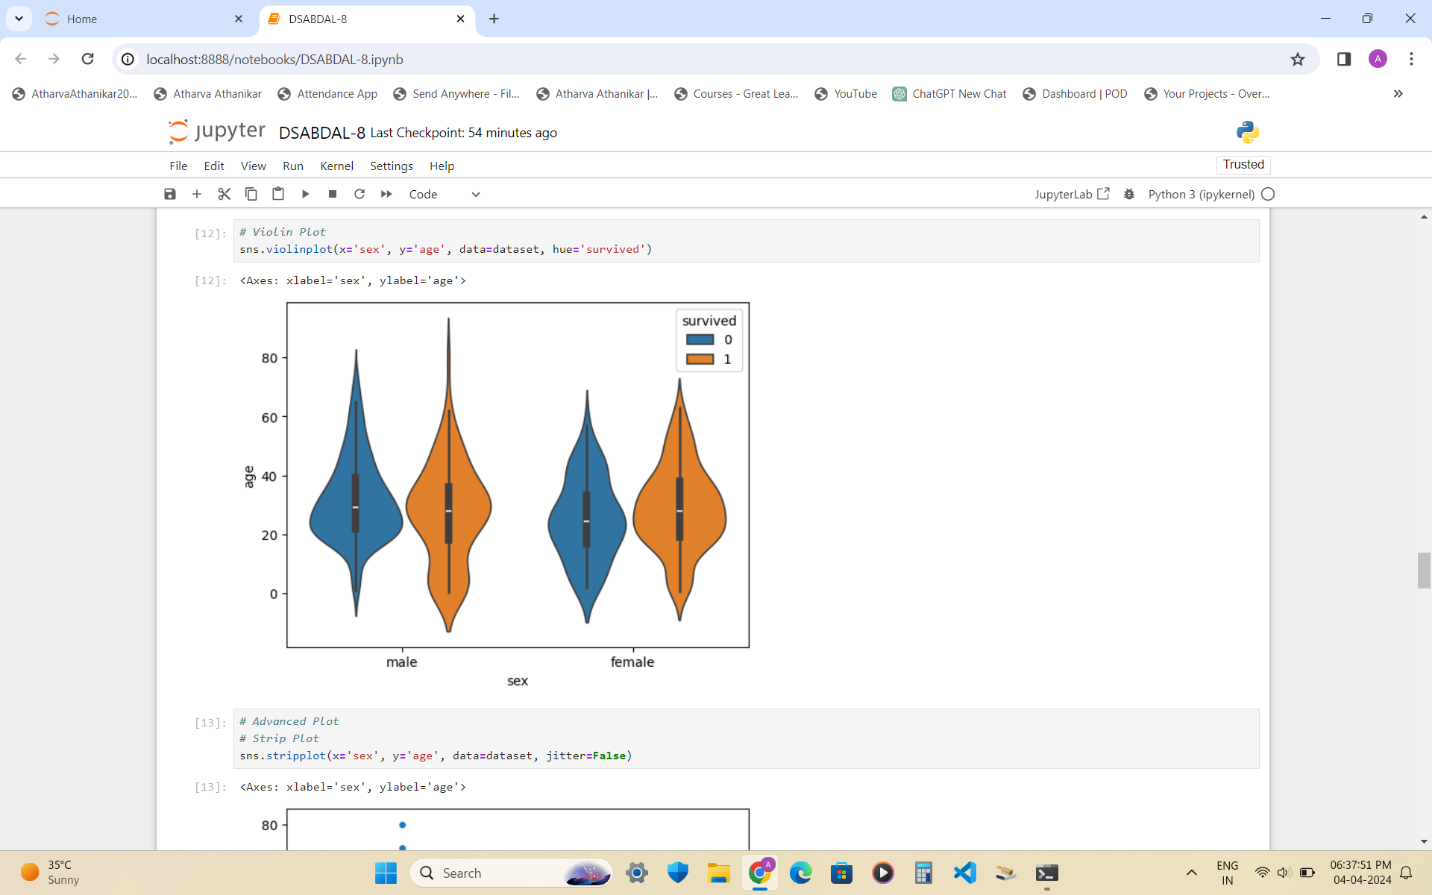 Home
DSABDAL-8
localhost:8888/notebooks/DSABDAL-8.ipynb
A
AtharvaAthanikar20...
Atharva Athanikar
Attendance App
Send Anywhere - Fil...
Atharva Athanikar |...
Courses - Great Lea...
YouTube
ChatGPT New Chat
Dashboard | POD
Your Projects - Over...
jupyter DSABDAL-8 Last Checkpoint: 54 minutes ago
File Edit View Run Kernel Settings Help
Trusted
Code
JupyterLab
Python 3 (ipykernel)
[12]: # Violin Plot
sns.violinplot(x='sex', y='age', data=dataset, hue='survived')
[12]: <Axes: xlabel='sex', ylabel='age'>
survived
0
1
80
60
40
20
0
age
male
female
sex
[13]: # Advanced Plot
# Strip Plot
sns.stripplot(x='sex', y='age', data=dataset, jitter=False)
[13]: <Axes: xlabel='sex', ylabel='age'>
80
35°C
Sunny
Search
A
ENG
IN
06:37:51 PM
04-04-2024